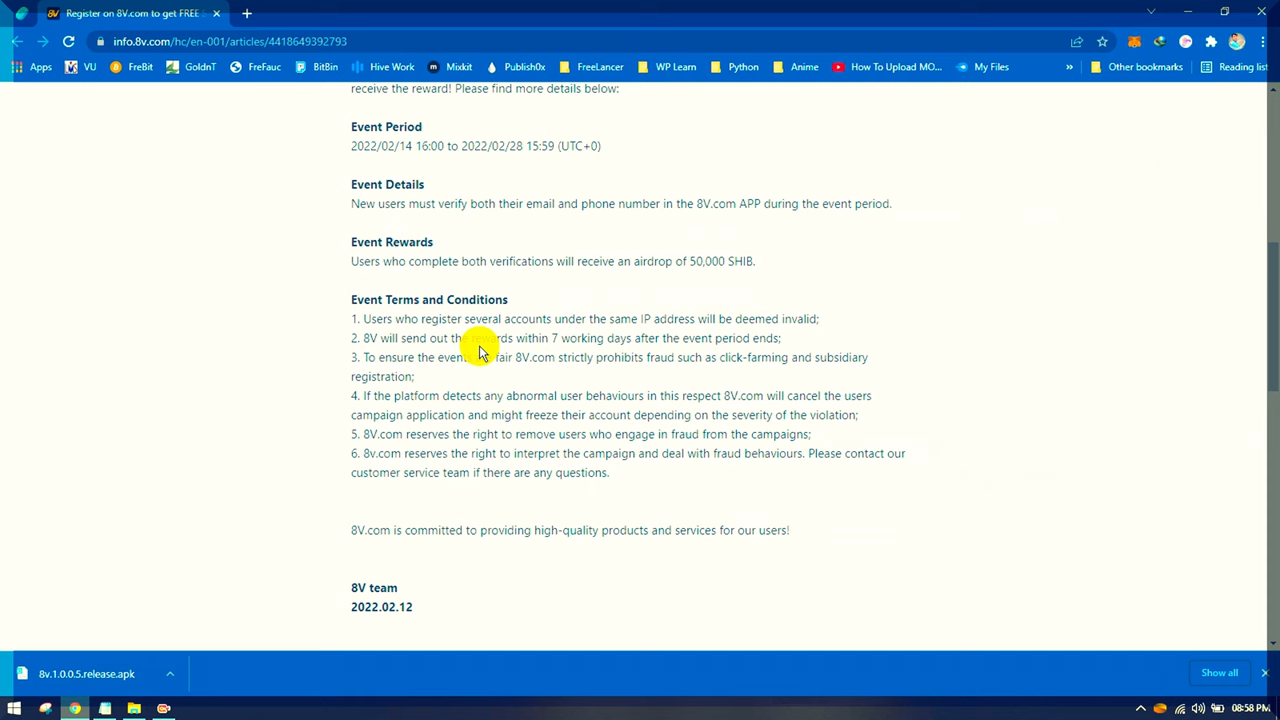 Register on 8V.com to get FREE S
info.8v.com/hc/en-001/articles/4418649392793
Apps VU FreBit GoldnT FreFauc BitBin Hive Work Mixkit Publish0x FreeLancer WP Learn Python Anime How To Upload MO... My Files » Other bookmarks Reading list
receive the reward! Please find more details below:
Event Period
2022/02/14 16:00 to 2022/02/28 15:59 (UTC+0)
Event Details
New users must verify both their email and phone number in the 8V.com APP during the event period.
Event Rewards
Users who complete both verifications will receive an airdrop of 50,000 SHIB.
Event Terms and Conditions
1. Users who register several accounts under the same IP address will be deemed invalid;
2. 8V will send out the rewards within 7 working days after the event period ends;
3. To ensure the events fair 8V.com strictly prohibits fraud such as click-farming and subsidiary
registration;
4. If the platform detects any abnormal user behaviours in this respect 8V.com will cancel the users
campaign application and might freeze their account depending on the severity of the violation;
5. 8V.com reserves the right to remove users who engage in fraud from the campaigns;
6. 8v.com reserves the right to interpret the campaign and deal with fraud behaviours. Please contact our
customer service team if there are any questions.
8V.com is committed to providing high-quality products and services for our users!
8V team
2022.02.12
8v.1.0.0.5.release.apk
Show all
08:58 PM